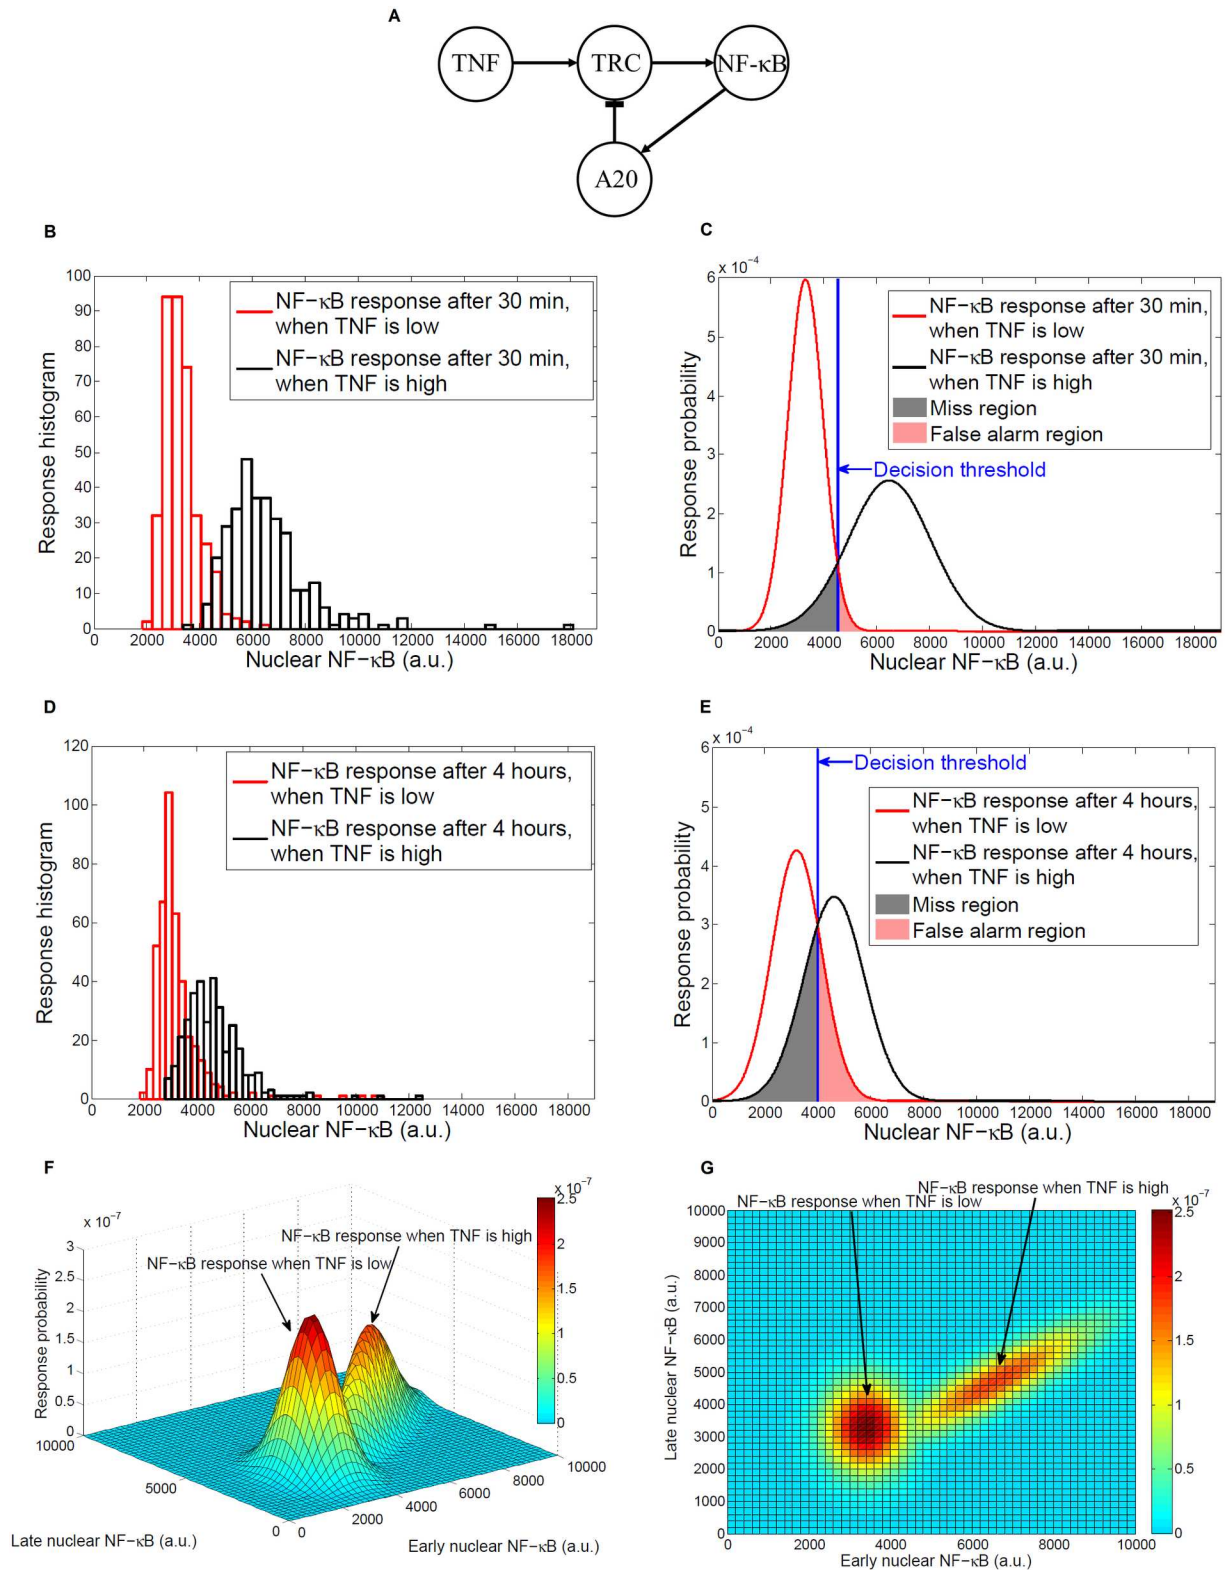 A
TNF
TRC
NF-κB
A20
B
100
90
80
70
60
50
40
30
20
10
0
Response histogram
NF-κB response after 30 min,
when TNF is low
NF-κB response after 30 min,
when TNF is high
0 2000 4000 6000 8000 10000 12000 14000 16000 18000
Nuclear NF-κB (a.u.)
C
x 10⁻⁴
6
5
4
3
2
1
0
Response probability
NF-κB response after 30 min,
when TNF is low
NF-κB response after 30 min,
when TNF is high
Miss region
False alarm region
Decision threshold
0 2000 4000 6000 8000 10000 12000 14000 16000 18000
Nuclear NF-κB (a.u.)
D
120
100
80
60
40
20
0
Response histogram
NF-κB response after 4 hours,
when TNF is low
NF-κB response after 4 hours,
when TNF is high
0 2000 4000 6000 8000 10000 12000 14000 16000 18000
Nuclear NF-κB (a.u.)
E
x 10⁻⁴
6
5
4
3
2
1
0
Response probability
Decision threshold
NF-κB response after 4 hours,
when TNF is low
NF-κB response after 4 hours,
when TNF is high
Miss region
False alarm region
0 2000 4000 6000 8000 10000 12000 14000 16000 18000
Nuclear NF-κB (a.u.)
F
x 10⁻⁷
3
2.5
2
1.5
1
0.5
0
Response probability
NF-κB response when TNF is high
NF-κB response when TNF is low
10000
5000
0
Late nuclear NF-κB (a.u.)
0
2000
4000
6000
8000
10000
Early nuclear NF-κB (a.u.)
x 10⁻⁷
2.5
2
1.5
1
0.5
0
G
NF-κB response when TNF is high
NF-κB response when TNF is low
10000
9000
8000
7000
6000
5000
4000
3000
2000
1000
0
Late nuclear NF-κB (a.u.)
0 2000 4000 6000 8000 10000
Early nuclear NF-κB (a.u.)
x 10⁻⁷
2.5
2
1.5
1
0.5
0